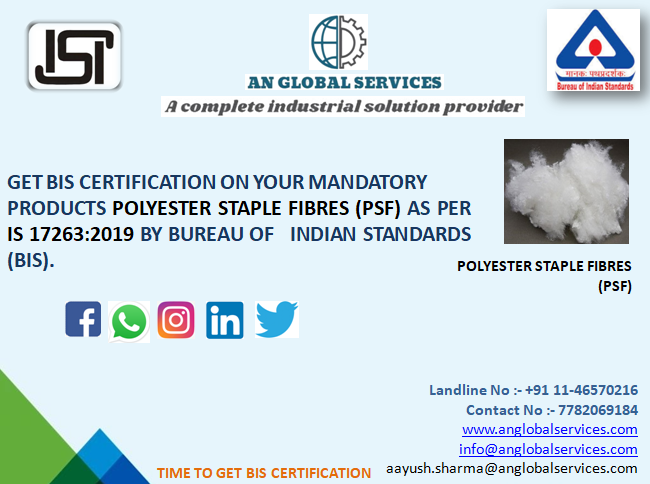 ISI
AN GLOBAL SERVICES
A complete industrial solution provider
मानकः पथप्रदर्शकः
Bureau of Indian Standards
GET BIS CERTIFICATION ON YOUR MANDATORY
PRODUCTS POLYESTER STAPLE FIBRES (PSF) AS PER
IS 17263:2019 BY BUREAU OF INDIAN STANDARDS
(BIS).
POLYESTER STAPLE FIBRES
(PSF)
Landline No :- +91 11-46570216
Contact No :- 7782069184
www.anglobalservices.com
info@anglobalservices.com
aayush.sharma@anglobalservices.com
TIME TO GET BIS CERTIFICATION